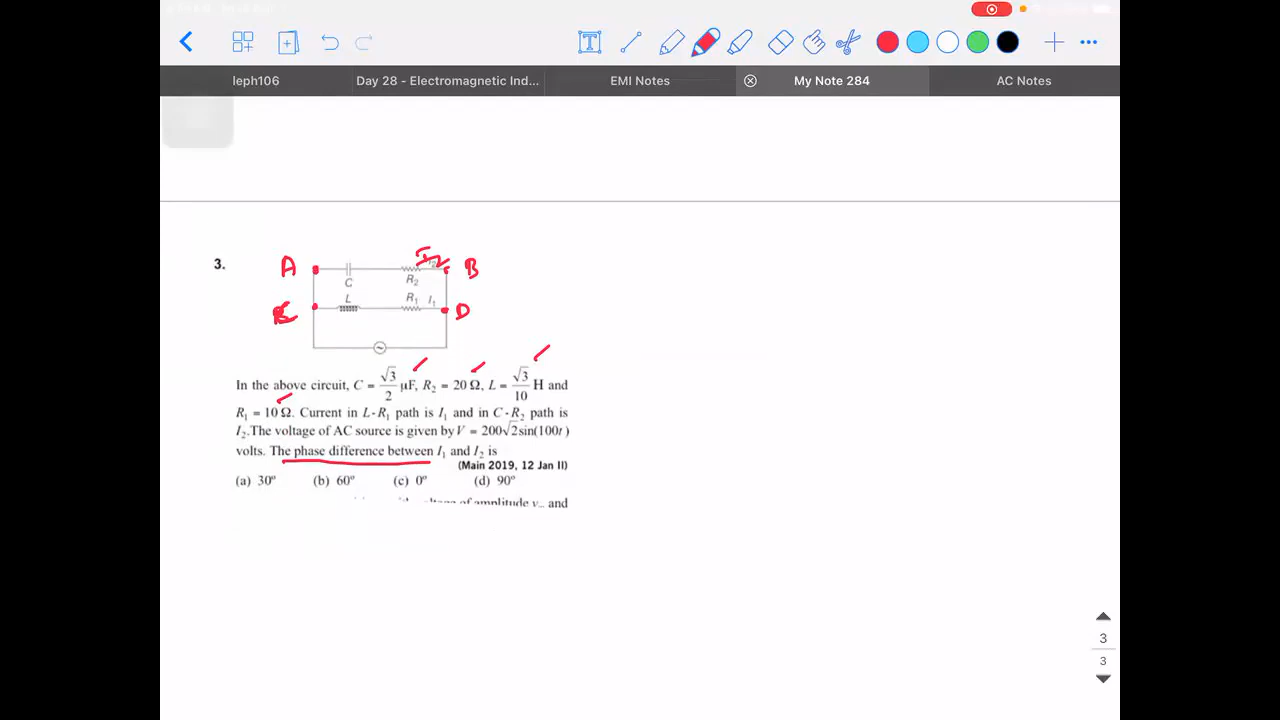 leph106
Day 28 - Electromagnetic Ind...
EMI Notes
My Note 284
AC Notes
3.
A
C
R₂
B
L
R₁
I₁
D
In the above circuit, C = √3/2 μF, R₂ = 20 Ω, L = √3/10 H and
R₁ = 10 Ω. Current in L-R₁ path is I₁ and in C-R₂ path is
I₂.The voltage of AC source is given by V = 200√2 sin(100t)
volts. The phase difference between I₁ and I₂ is
(Main 2019, 12 Jan II)
(a) 30° (b) 60° (c) 0° (d) 90°
of amplitude v and
3
3